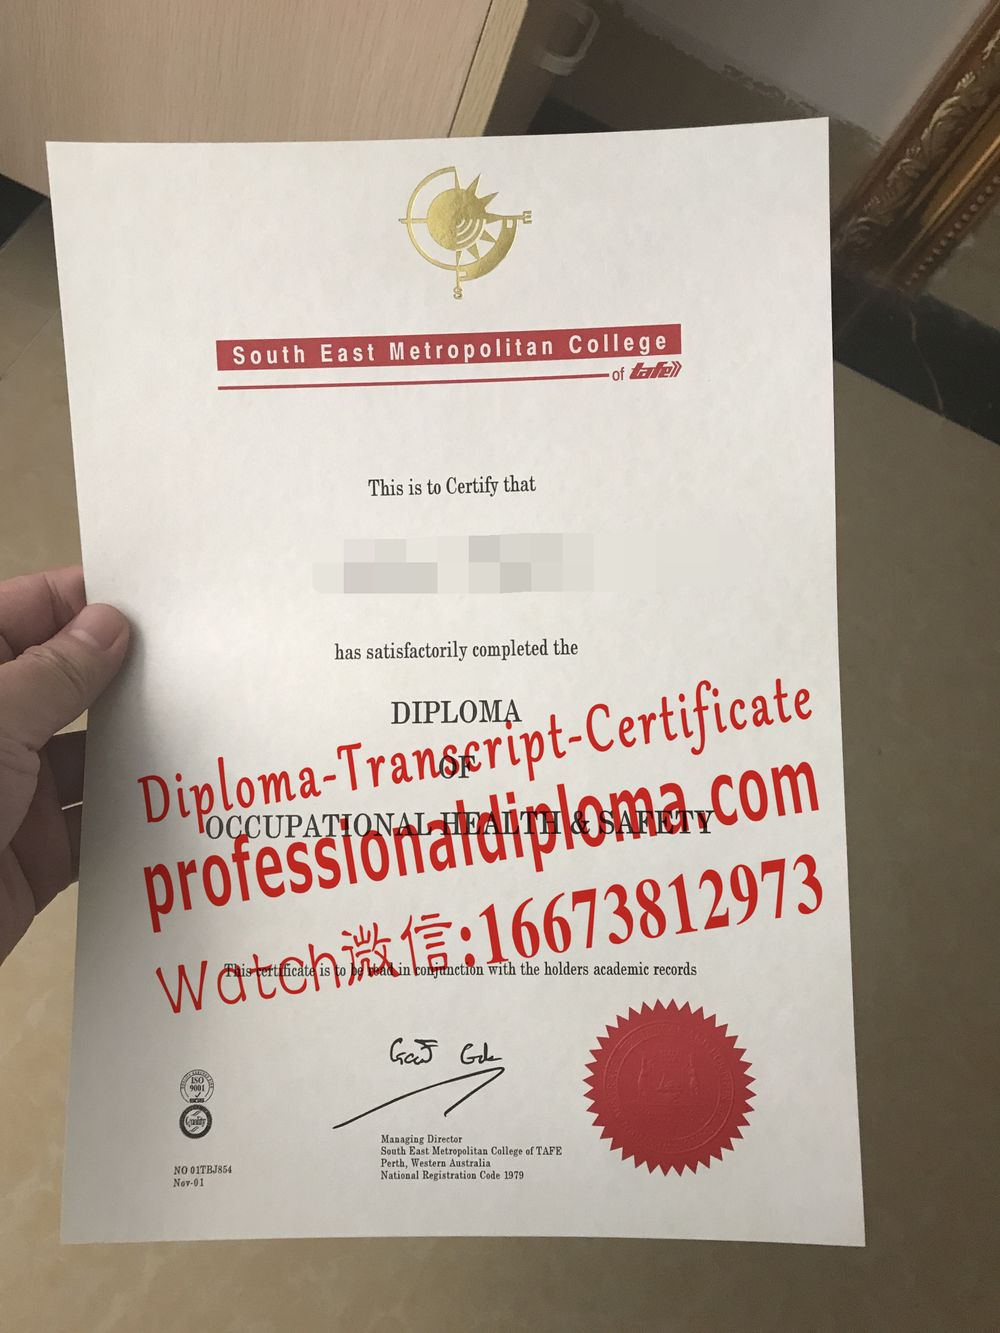 E
S
South East Metropolitan College
of tafe
This is to Certify that
has satisfactorily completed the
DIPLOMA
OF
OCCUPATIONAL HEALTH & SAFETY
Diploma-Transcript-Certificate
professionaldiploma.com
Watch微信:16673812973
This certificate is to be read in conjunction with the holders academic records
ISO
9001
SGS
Quality
NO 01TBJ854
Nov-01
Managing Director
South East Metropolitan College of TAFE
Perth, Western Australia
National Registration Code 1979